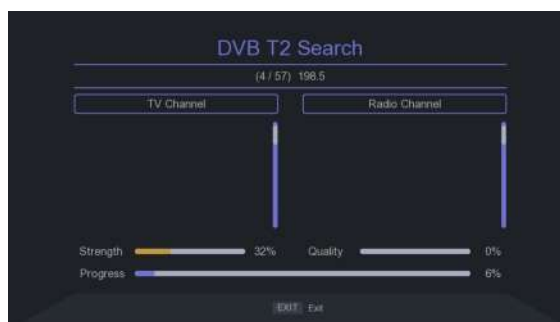 DVB T2 Search
(4 / 57) 198.5
TV Channel Radio Channel
Strength 32% Quality 0%
Progress 6%
EXIT Exit